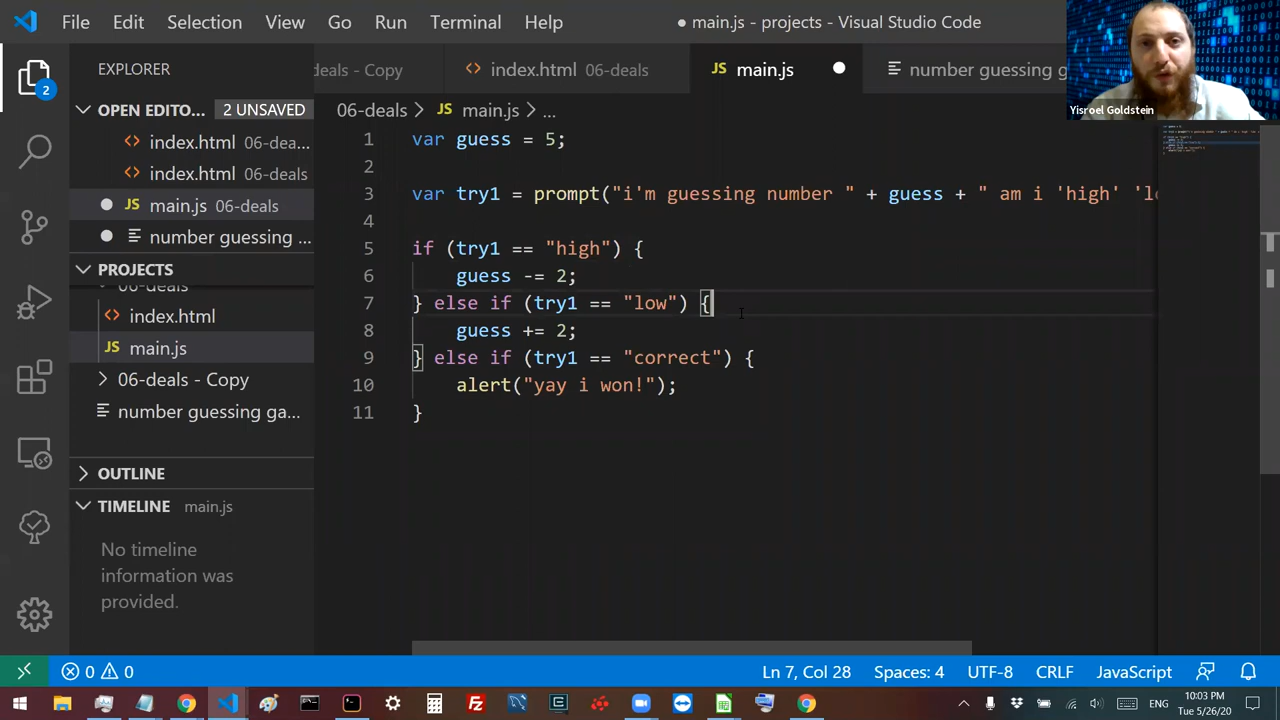 File Edit Selection View Go Run Terminal Help
● main.js - projects - Visual Studio Code
Yisroel Goldstein
EXPLORER
OPEN EDITO... 2 UNSAVED
index.html 06-dea...
index.html 06-deals
● JS main.js 06-deals
● number guessing ...
PROJECTS
06-deals
index.html
JS main.js
06-deals - Copy
number guessing ga...
OUTLINE
TIMELINE main.js
No timeline
information was
provided.
2
deals - Copy
index.html 06-deals
JS main.js ●
number guessing g
06-deals > JS main.js > ...
1 var guess = 5;
2
3 var try1 = prompt("i'm guessing number " + guess + " am i 'high' 'lo
4
5 if (try1 == "high") {
6 guess -= 2;
7 } else if (try1 == "low") {
8 guess += 2;
9 } else if (try1 == "correct") {
10 alert("yay i won!");
11 }
0 0
Ln 7, Col 28 Spaces: 4 UTF-8 CRLF JavaScript
ENG
10:03 PM
Tue 5/26/20